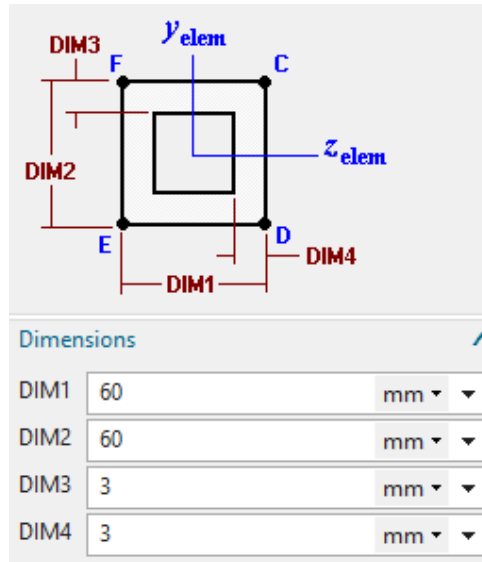 DIM3
y elem
F
C
z elem
DIM2
E
D
DIM4
DIM1
Dimensions
DIM1 60 mm
DIM2 60 mm
DIM3 3 mm
DIM4 3 mm